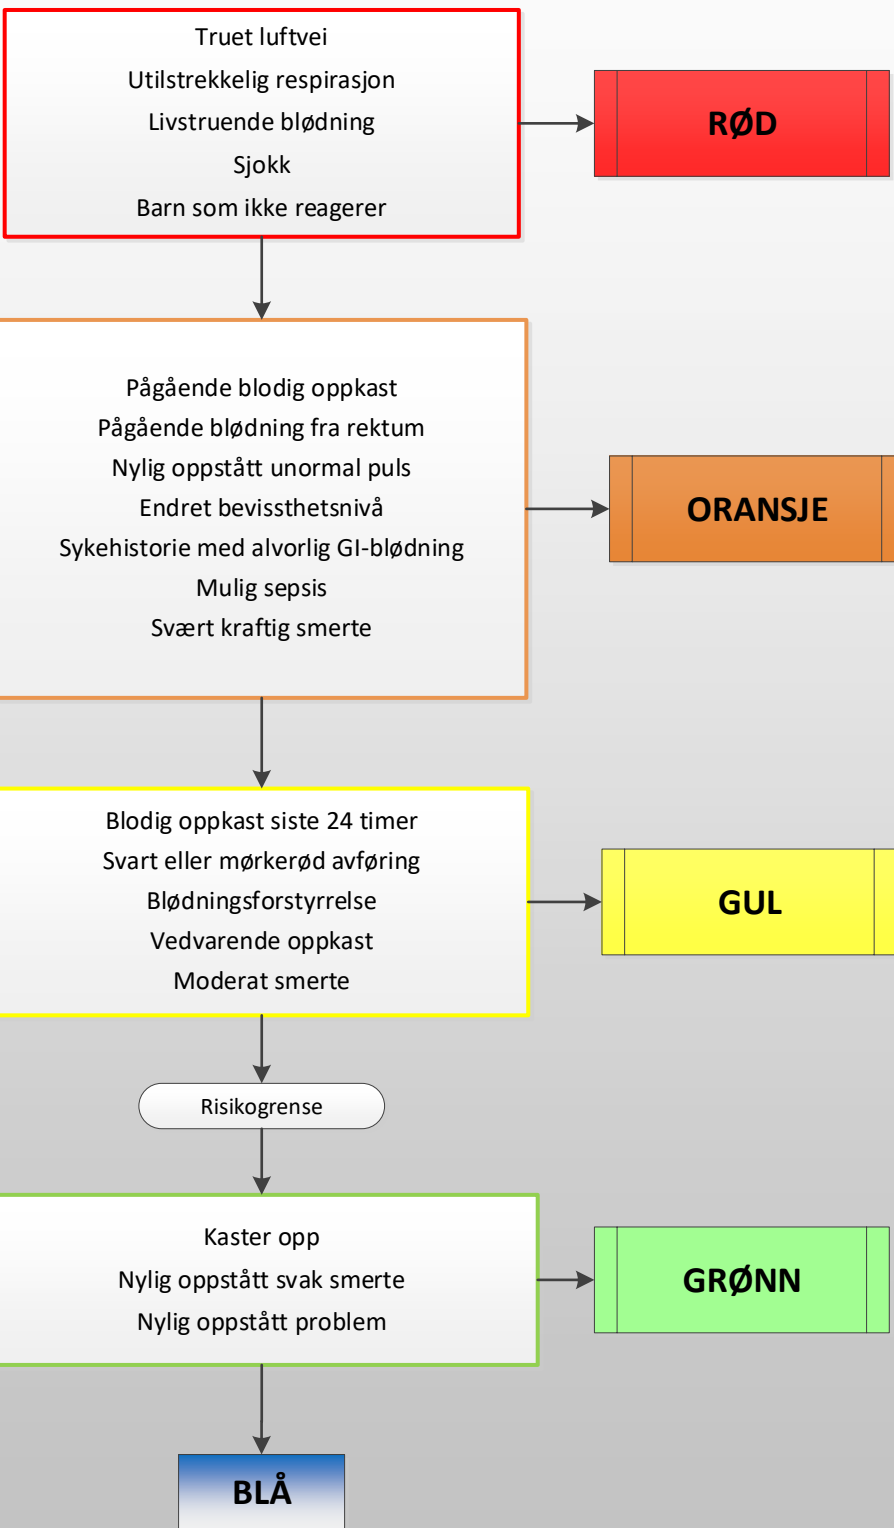 Truet luftvei
Utilstrekkelig respirasjon
Livstruende blødning
Sjokk
Barn som ikke reagerer
RØD
Pågående blodig oppkast
Pågående blødning fra rektum
Nylig oppstått unormal puls
Endret bevissthetsnivå
Sykehistorie med alvorlig GI-blødning
Mulig sepsis
Svært kraftig smerte
ORANSJE
Blodig oppkast siste 24 timer
Svart eller mørkerød avføring
Blødningsforstyrrelse
Vedvarende oppkast
Moderat smerte
GUL
Risikogrense
Kaster opp
Nylig oppstått svak smerte
Nylig oppstått problem
GRØNN
BLÅ